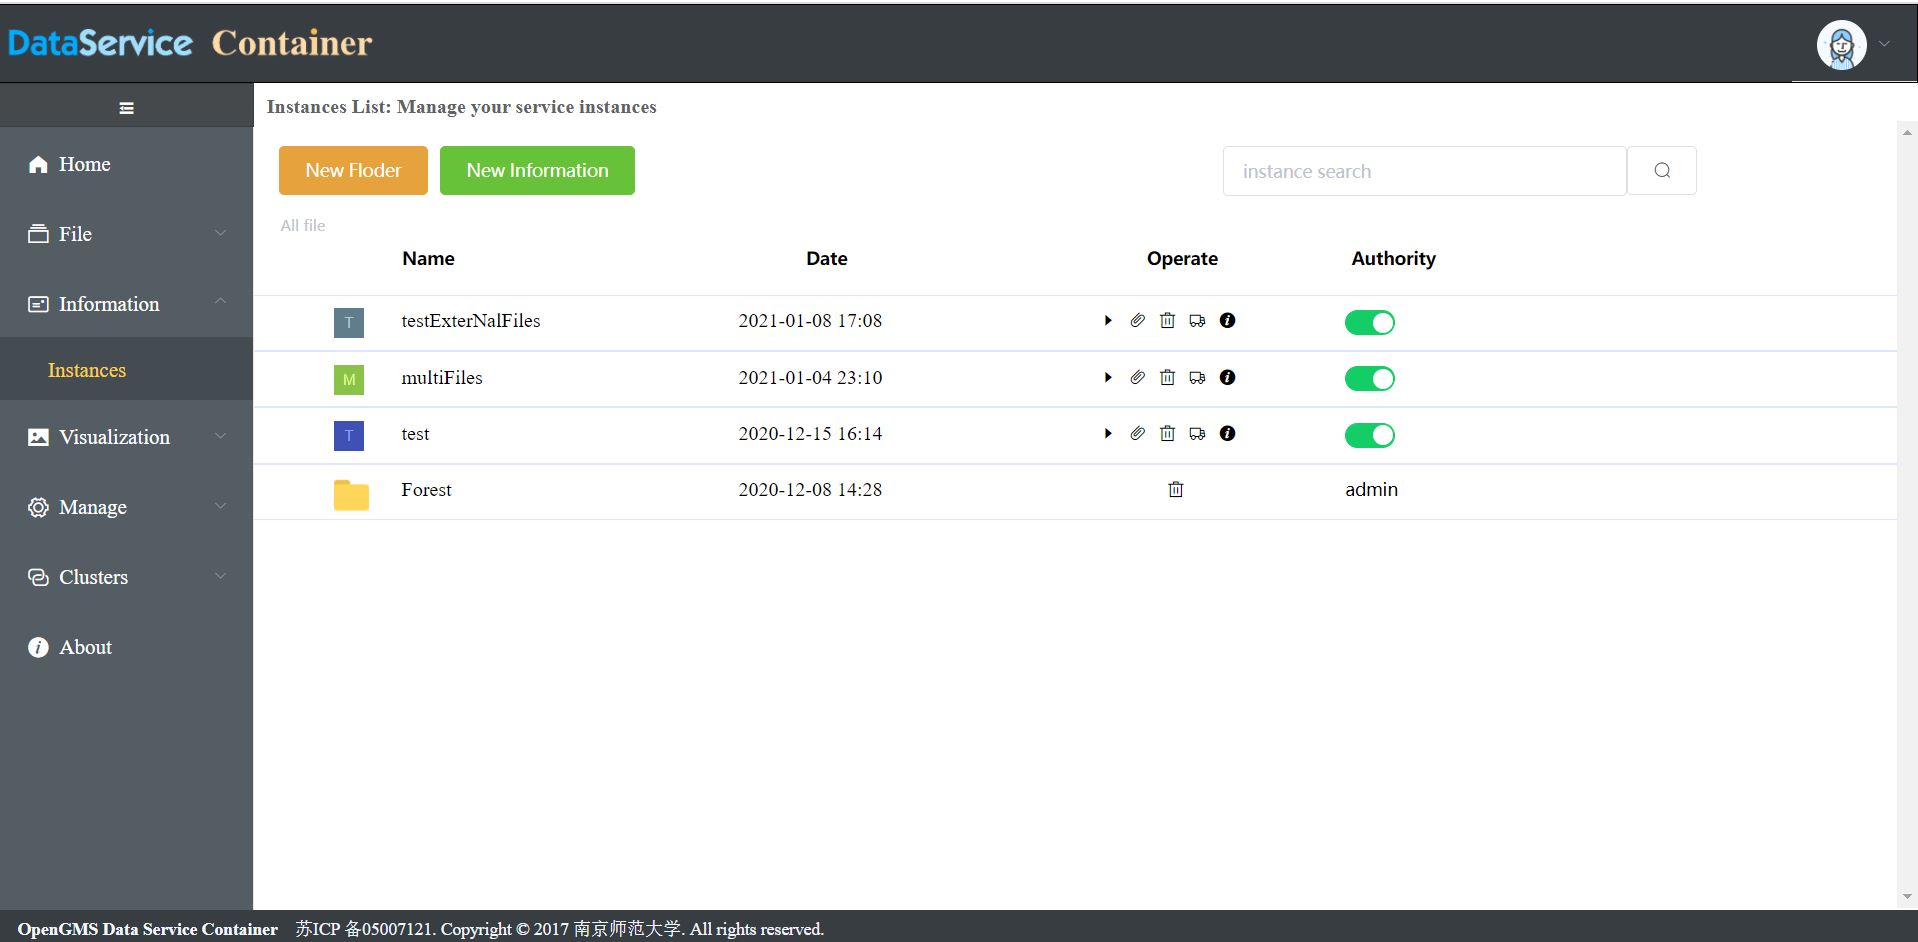 DataService Container
Instances List: Manage your service instances
Home
File
Information
Instances
Visualization
Manage
Clusters
About
New Floder New Information instance search
All file
Name Date Operate Authority
T testExterNalFiles 2021-01-08 17:08
M multiFiles 2021-01-04 23:10
T test 2020-12-15 16:14
Forest 2020-12-08 14:28 admin
OpenGMS Data Service Container 苏ICP 备05007121. Copyright © 2017 南京师范大学. All rights reserved.